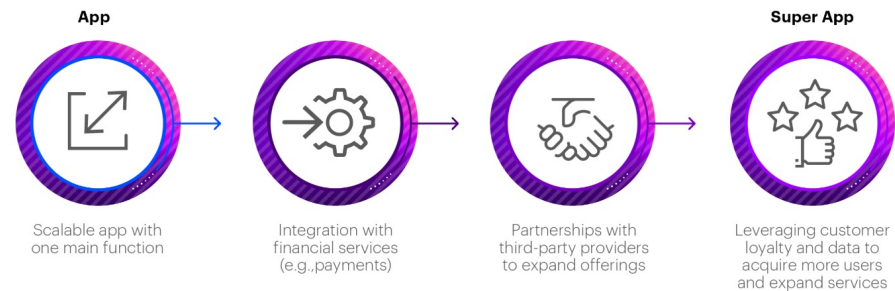 App
Super App
Scalable app with
one main function
Integration with
financial services
(e.g.,payments)
Partnerships with
third-party providers
to expand offerings
Leveraging customer
loyalty and data to
acquire more users
and expand services